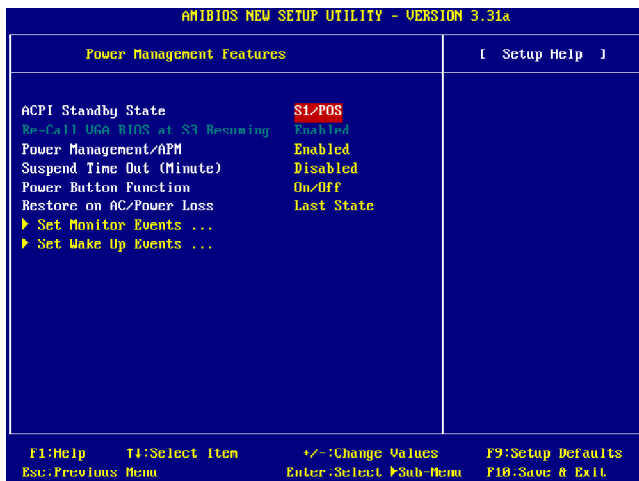 AMIBIOS NEW SETUP UTILITY - VERSION 3.31a
Power Management Features
[ Setup Help ]
ACPI Standby State S1/POS
Re-Call VGA BIOS at S3 Resuming Enabled
Power Management/APM Enabled
Suspend Time Out (Minute) Disabled
Power Button Function On/Off
Restore on AC/Power Loss Last State
▶ Set Monitor Events ...
▶ Set Wake Up Events ...
F1:Help ↑↓:Select Item +/-:Change Values F9:Setup Defaults
Esc:Previous Menu Enter:Select ▶Sub-Menu F10:Save & Exit